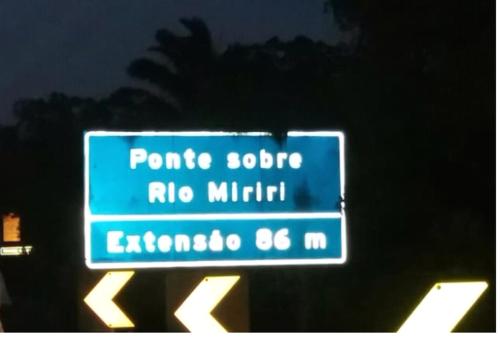 Ponte sobre
Rio Miriri
Extensão 86 m